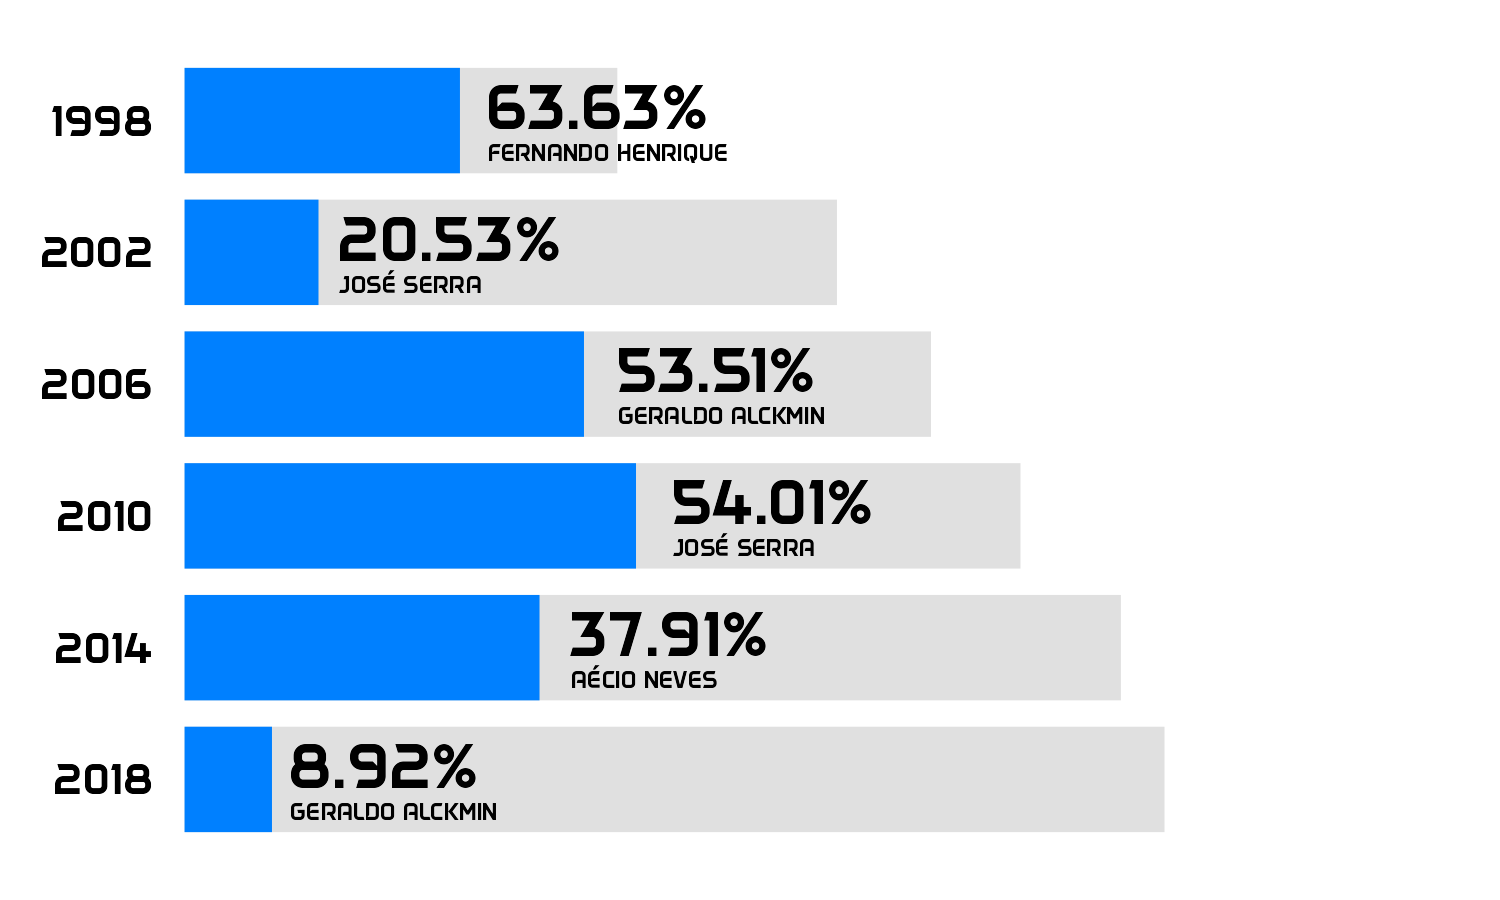 1998
63.63%
FERNANDO HENRIQUE
2002
20.53%
JOSÉ SERRA
2006
53.51%
GERALDO ALCKMIN
2010
54.01%
JOSÉ SERRA
2014
37.91%
AÉCIO NEVES
2018
8.92%
GERALDO ALCKMIN